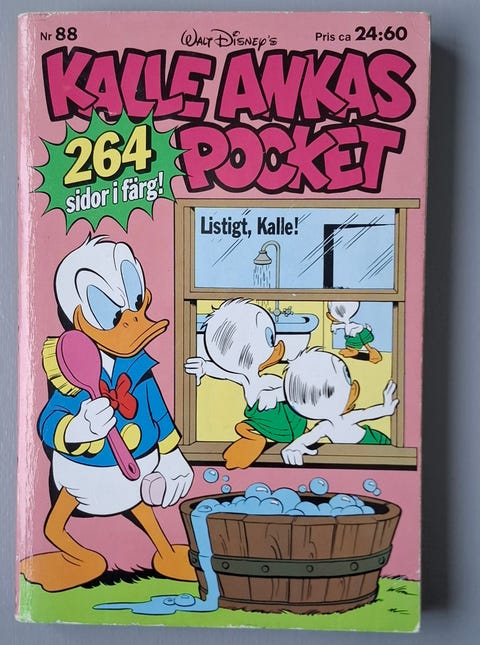 Nr 88
WALT DISNEY'S
Pris ca 24:60
KALLE ANKAS
POCKET
264
sidor i färg!
Listigt, Kalle!